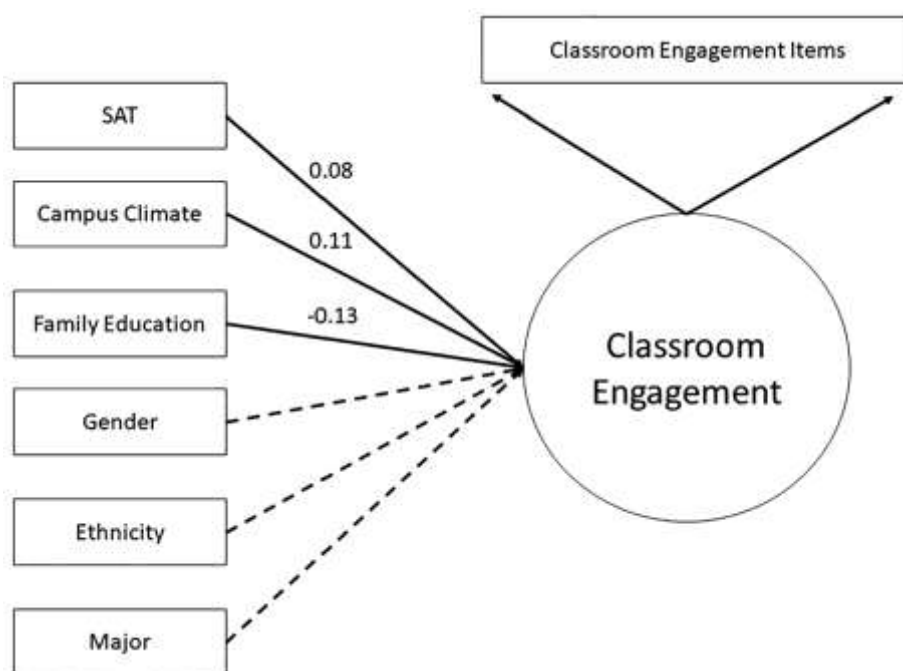 Classroom Engagement Items
SAT
0.08
Campus Climate
0.11
Family Education
-0.13
Classroom
Engagement
Gender
Ethnicity
Major